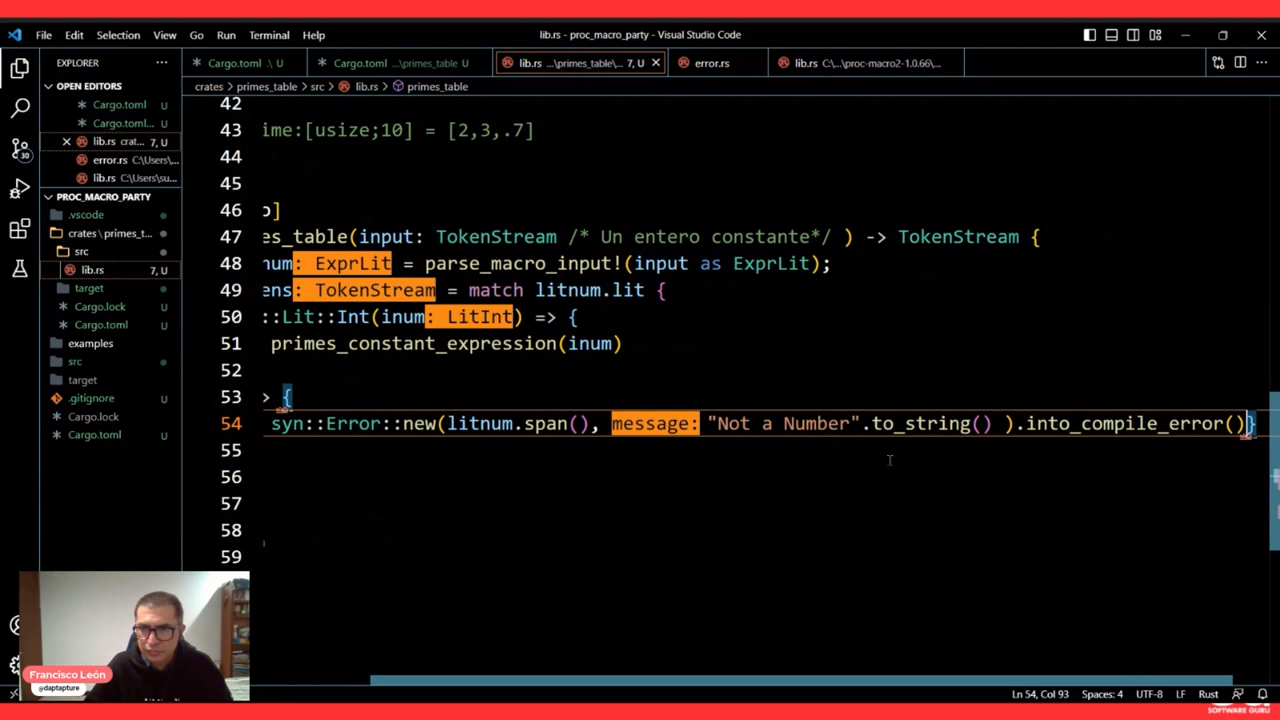 File Edit Selection View Go Run Terminal Help
lib.rs - proc_macro_party - Visual Studio Code
EXPLORER
Cargo.toml .\ U
Cargo.toml ...\primes_table U
lib.rs ...\primes_table\... 7, U
error.rs
lib.rs C:\...\proc-macro2-1.0.66\...
OPEN EDITORS
Cargo.toml U
Cargo.toml... U
lib.rs crat... 7, U
error.rs C:\Users\...
lib.rs C:\Users\su...
PROC_MACRO_PARTY
.vscode
crates \ primes_t...
src
lib.rs 7, U
target
Cargo.lock U
Cargo.toml U
examples
src
target
.gitignore U
Cargo.lock U
Cargo.toml U
30
crates > primes_table > src > lib.rs > primes_table
42
43 ime:[usize;10] = [2,3,.7]
44
45
46 o]
47 es_table(input: TokenStream /* Un entero constante*/ ) -> TokenStream {
48 num: ExprLit = parse_macro_input!(input as ExprLit);
49 ens: TokenStream = match litnum.lit {
50 ::Lit::Int(inum: LitInt) => {
51 primes_constant_expression(inum)
52
53 > {
54 syn::Error::new(litnum.span(), message: "Not a Number".to_string() ).into_compile_error()}
55
56
57
58
59
Francisco León
@daptapture
Ln 54, Col 93 Spaces: 4 UTF-8 LF Rust
SOFTWARE GURU